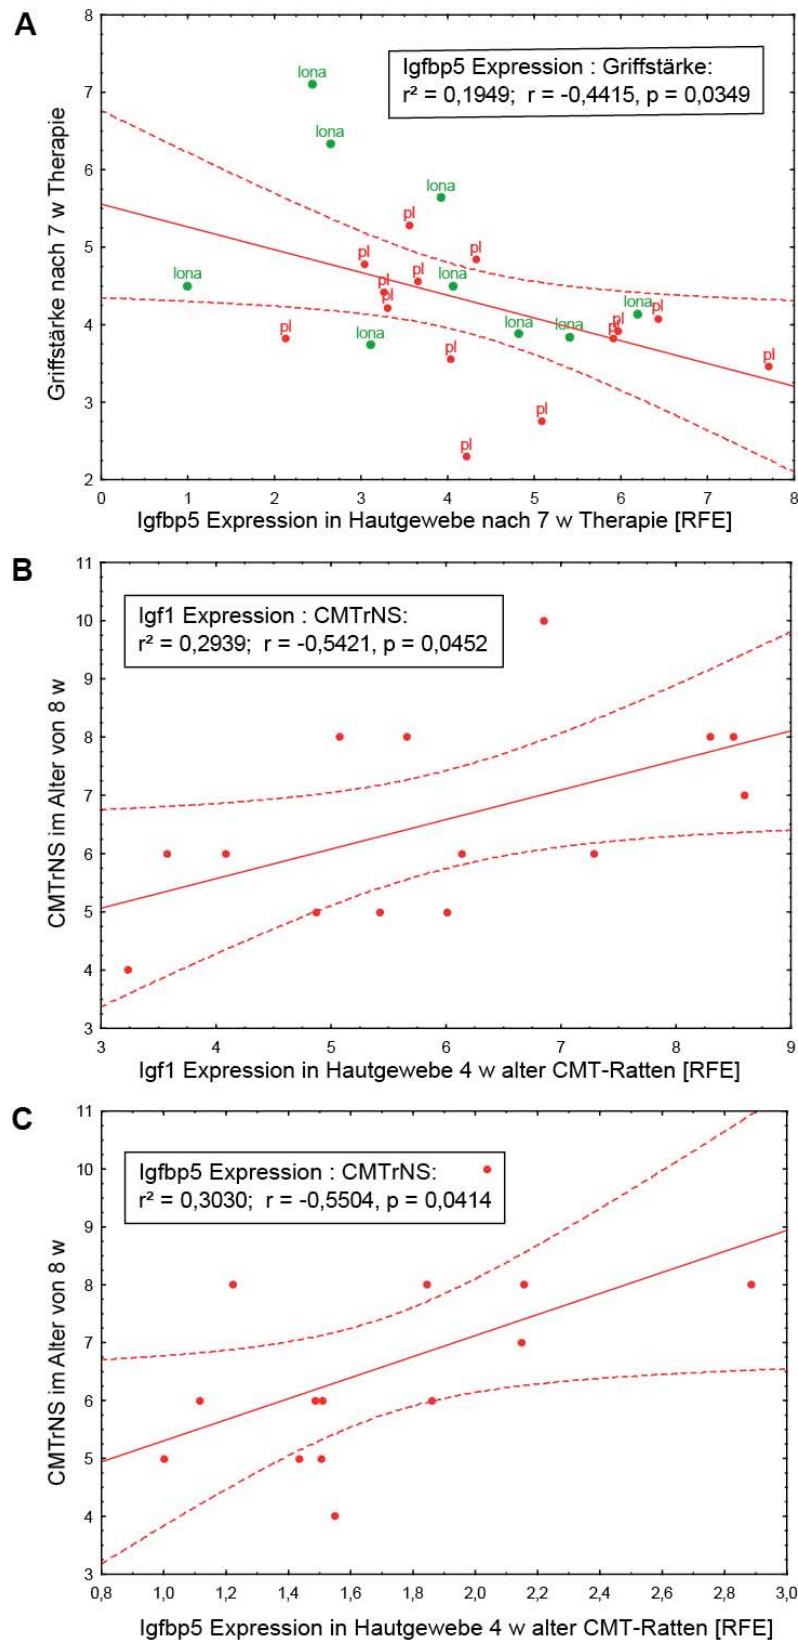 A
8
7
6
5
4
3
2
Griffstärke nach 7 w Therapie
Igfbp5 Expression : Griffstärke:
r² = 0,1949; r = -0,4415, p = 0,0349
lona
lona
lona
pl
pl
pl
lona
pl
pl
lona
pl
lona
pl
lona
pl
lona
pl
lona
pl
pl
pl
pl
pl
0 1 2 3 4 5 6 7 8
Igfbp5 Expression in Hautgewebe nach 7 w Therapie [RFE]
B
11
10
9
8
7
6
5
4
3
CMTrNS im Alter von 8 w
Igf1 Expression : CMTrNS:
r² = 0,2939; r = -0,5421, p = 0,0452
3 4 5 6 7 8 9
Igf1 Expression in Hautgewebe 4 w alter CMT-Ratten [RFE]
C
11
10
9
8
7
6
5
4
3
CMTrNS im Alter von 8 w
Igfbp5 Expression : CMTrNS:
r² = 0,3030; r = -0,5504, p = 0,0414
0,8 1,0 1,2 1,4 1,6 1,8 2,0 2,2 2,4 2,6 2,8 3,0
Igfbp5 Expression in Hautgewebe 4 w alter CMT-Ratten [RFE]